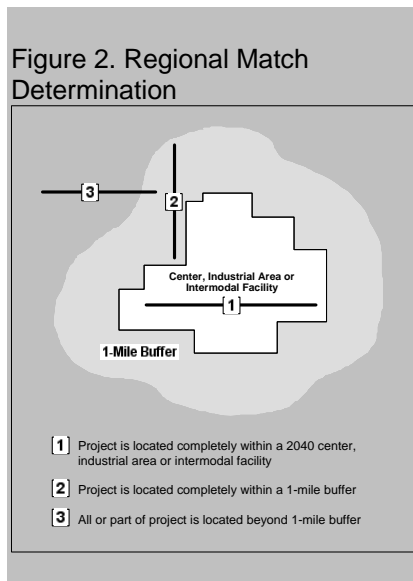 Figure 2. Regional Match
Determination
3
2
Center, Industrial Area or
Intermodal Facility
1
1-Mile Buffer
1 Project is located completely within a 2040 center,
industrial area or intermodal facility
2 Project is located completely within a 1-mile buffer
3 All or part of project is located beyond 1-mile buffer